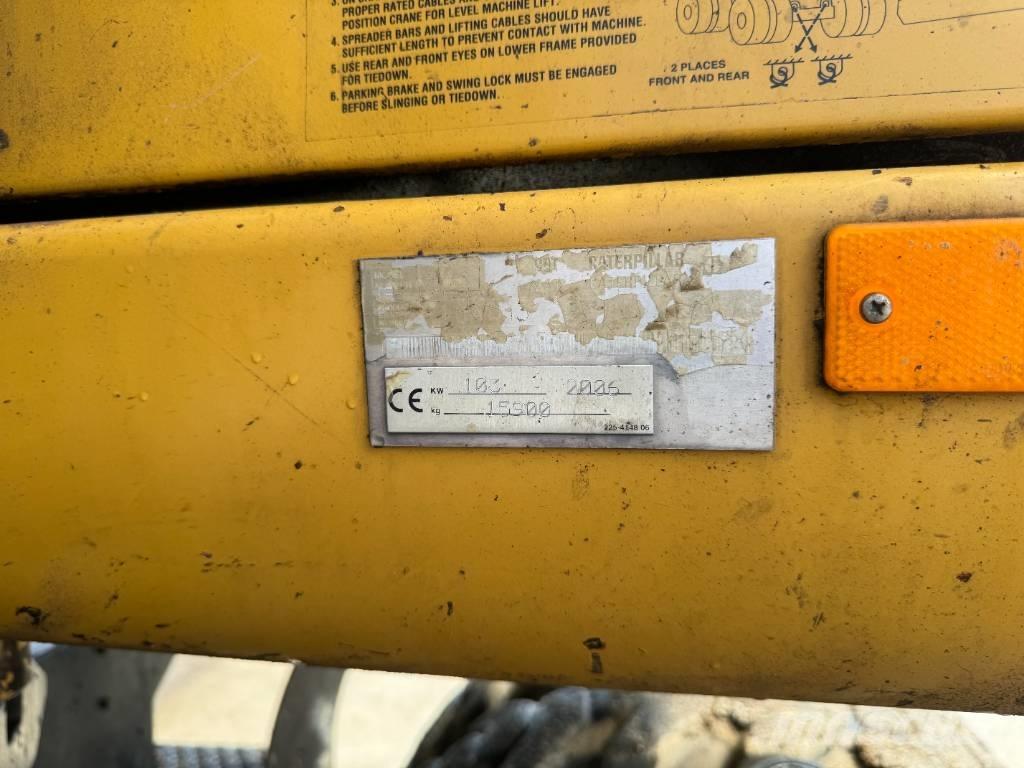 PROPER RATED CABLES AN
POSITION CRANE FOR LEVEL MACHINE LIFT.
4. SPREADER BARS AND LIFTING CABLES SHOULD HAVE
SUFFICIENT LENGTH TO PREVENT CONTACT WITH MACHINE.
5. USE REAR AND FRONT EYES ON LOWER FRAME PROVIDED
FOR TIEDOWN.
6. PARKING BRAKE AND SWING LOCK MUST BE ENGAGED
BEFORE SLINGING OR TIEDOWN.
2 PLACES
FRONT AND REAR
CATERPILLAR
CE KW 103 2006
kg 15900
225-4148 06